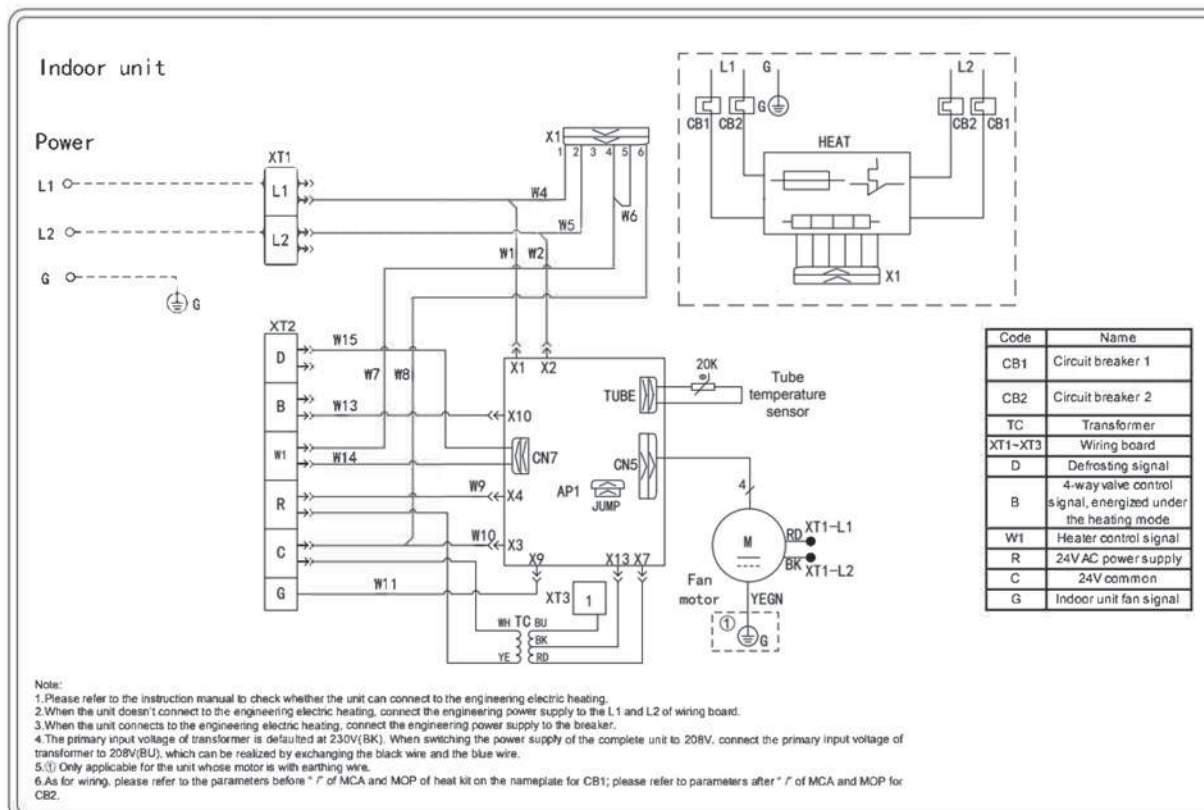 Indoor unit
Power
L1
L2
G
G
XT1
L1
L2
X1
1 2 3 4 5 6
W4
W5
W6
W1
W2
L1 G L2
CB1 CB2 G CB2 CB1
HEAT
X1
XT2
D
B
W1
R
C
G
W15
W7
W8
W13
W14
W9
W10
W11
X1 X2
X10
CN7
X4
X3
X9
X13 X7
TUBE
CN5
AP1
JUMP
20K
Tube
temperature
sensor
4
M
RD XT1-L1
BK XT1-L2
Fan
motor
YEGN
① G
XT3 1
WH TC BU
BK
YE RD
Code Name
CB1 Circuit breaker 1
CB2 Circuit breaker 2
TC Transformer
XT1~XT3 Wiring board
D Defrosting signal
B 4-way valve control
signal, energized under
the heating mode
W1 Heater control signal
R 24V AC power supply
C 24V common
G Indoor unit fan signal
Note:
1.Please refer to the instruction manual to check whether the unit can connect to the engineering electric heating.
2.When the unit doesn't connect to the engineering electric heating, connect the engineering power supply to the L1 and L2 of wiring board.
3.When the unit connects to the engineering electric heating, connect the engineering power supply to the breaker.
4.The primary input voltage of transformer is defaulted at 230V(BK). When switching the power supply of the complete unit to 208V, connect the primary input voltage of
transformer to 208V(BU), which can be realized by exchanging the black wire and the blue wire.
5.① Only applicable for the unit whose motor is with earthing wire.
6.As for wiring, please refer to the parameters before "/" of MCA and MOP of heat kit on the nameplate for CB1; please refer to parameters after "/" of MCA and MOP for
CB2.